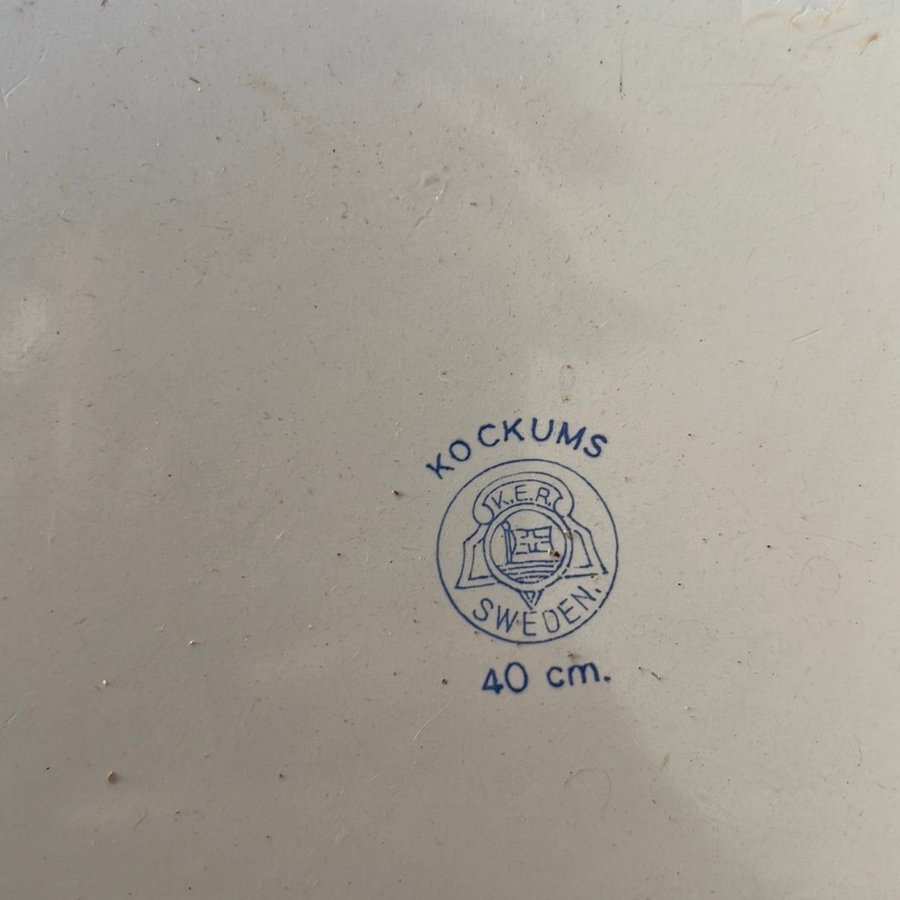 KOCKUMS
K.E.R.
SWEDEN.
40 cm.